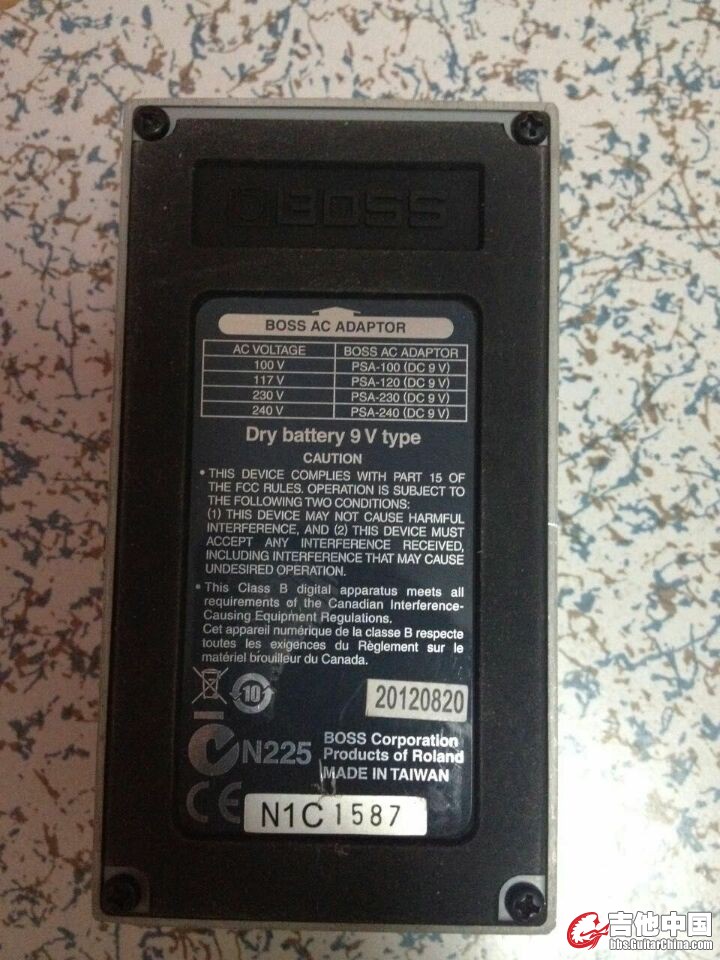 BOSS
BOSS AC ADAPTOR
AC VOLTAGE BOSS AC ADAPTOR
100 V PSA-100 (DC 9 V)
117 V PSA-120 (DC 9 V)
230 V PSA-230 (DC 9 V)
240 V PSA-240 (DC 9 V)
Dry battery 9 V type
CAUTION
• THIS DEVICE COMPLIES WITH PART 15 OF
THE FCC RULES. OPERATION IS SUBJECT TO
THE FOLLOWING TWO CONDITIONS:
(1) THIS DEVICE MAY NOT CAUSE HARMFUL
INTERFERENCE, AND (2) THIS DEVICE MUST
ACCEPT ANY INTERFERENCE RECEIVED,
INCLUDING INTERFERENCE THAT MAY CAUSE
UNDESIRED OPERATION.
• This Class B digital apparatus meets all
requirements of the Canadian Interference-
Causing Equipment Regulations.
Cet appareil numérique de la classe B respecte
toutes les exigences du Règlement sur le
matériel brouilleur du Canada.
10
20120820
N225
BOSS Corporation
Products of Roland
MADE IN TAIWAN
CE
N1C1587
吉他中国
bbs.GuitarChina.com